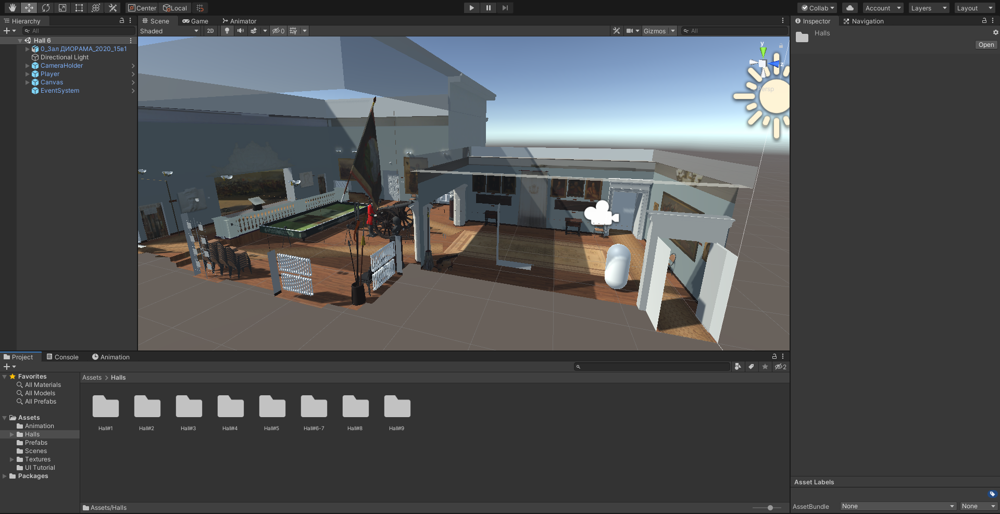 Center
Local
Collab
Account
Layers
Layout
Hierarchy
All
Hall 6
0_Зал ДИОРАМА_2020_15в1
Directional Light
CameraHolder
Player
Canvas
EventSystem
Scene
Game
Animator
Shaded
2D
0
Gizmos
All
y
z
Persp
Inspector
Navigation
Halls
Open
Project
Console
Animation
2
Favorites
All Materials
All Models
All Prefabs
Assets
Animation
Halls
Prefabs
Scenes
Textures
UI Tutorial
Packages
Assets > Halls
Hall#1
Hall#2
Hall#3
Hall#4
Hall#5
Hall#6-7
Hall#8
Hall#9
Assets/Halls
Asset Labels
AssetBundle
None
None